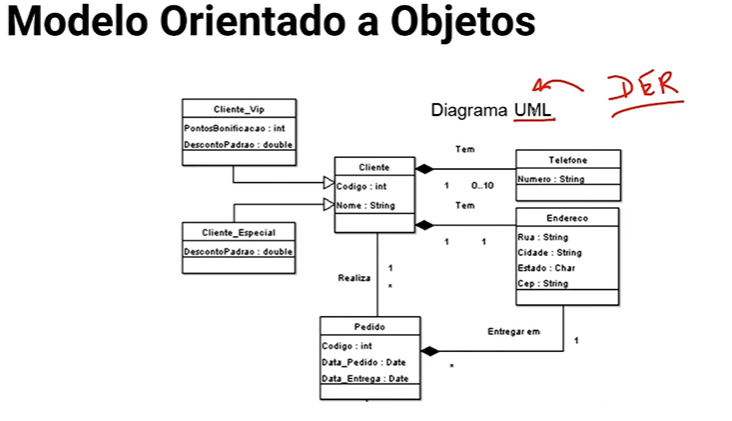 Modelo Orientado a Objetos
DER
Diagrama UML
Cliente_Vip
PontosBonificacao : int
DescontoPadrao : double
Cliente
Codigo : int
Nome : String
Tem
1 0..10
Telefone
Numero : String
Tem
1 1
Endereco
Rua : String
Cidade : String
Estado : Char
Cep : String
Cliente_Especial
DescontoPadrao : double
Realiza
1
*
Pedido
Codigo : int
Data_Pedido : Date
Data_Entrega : Date
Entregar em
1
*